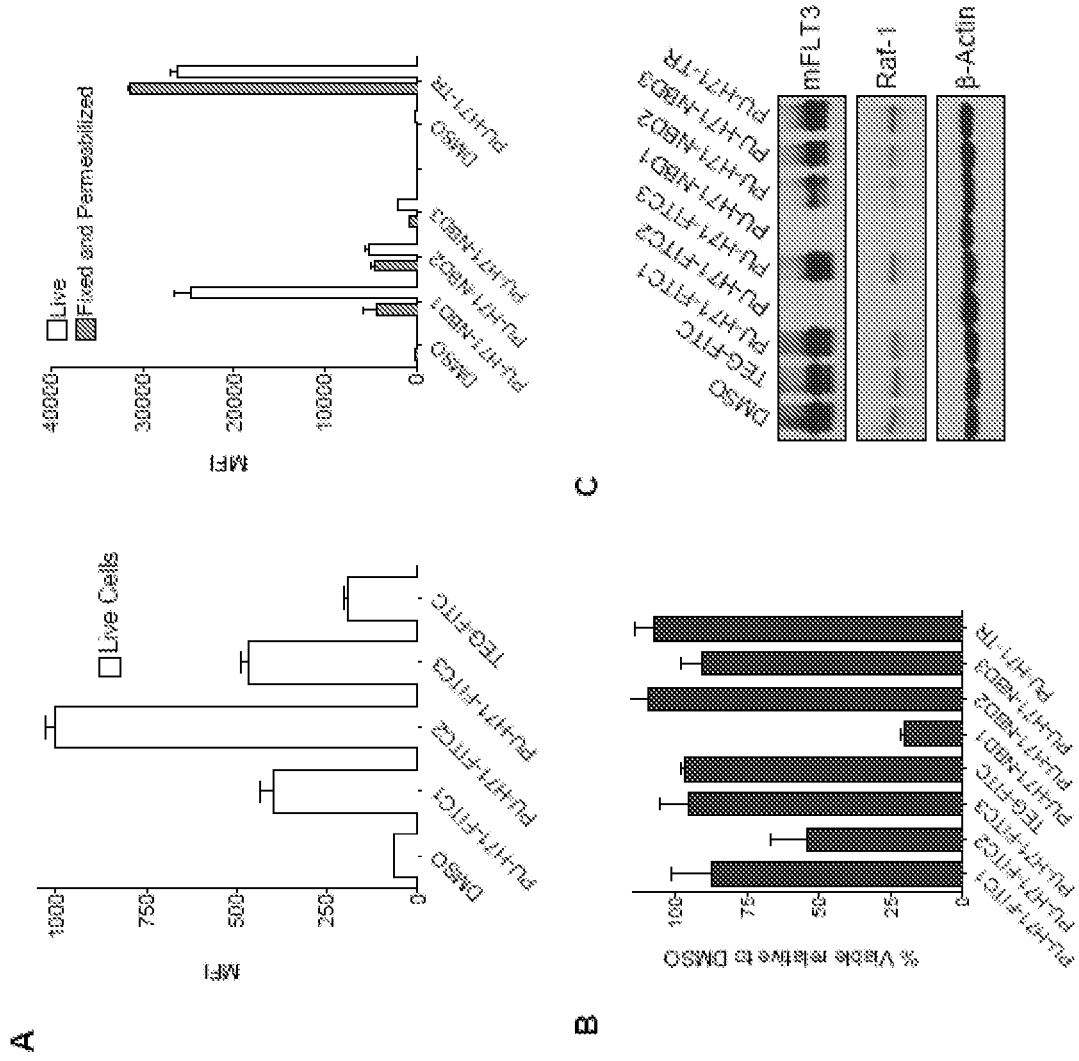 A
MFI
1000
750
500
250
0
Live Cells
DMSO
PU-H71-FITC1
PU-H71-FITC2
PU-H71-FITC3
TEG-FITC
MFI
40000
30000
20000
10000
0
Live
Fixed and Permeabilized
DMSO
PU-H71-NBD1
PU-H71-NBD2
PU-H71-NBD3
DMSO
PU-H71-TR
B
% Viable relative to DMSO
100
75
50
25
0
PU-H71-FITC1
PU-H71-FITC2
PU-H71-FITC3
TEG-FITC
PU-H71-NBD1
PU-H71-NBD2
PU-H71-NBD3
PU-H71-TR
C
DMSO
TEG-FITC
PU-H71-FITC1
PU-H71-FITC2
PU-H71-FITC3
PU-H71-NBD1
PU-H71-NBD2
PU-H71-NBD3
PU-H71-TR
mFLT3
Raf-1
β-Actin